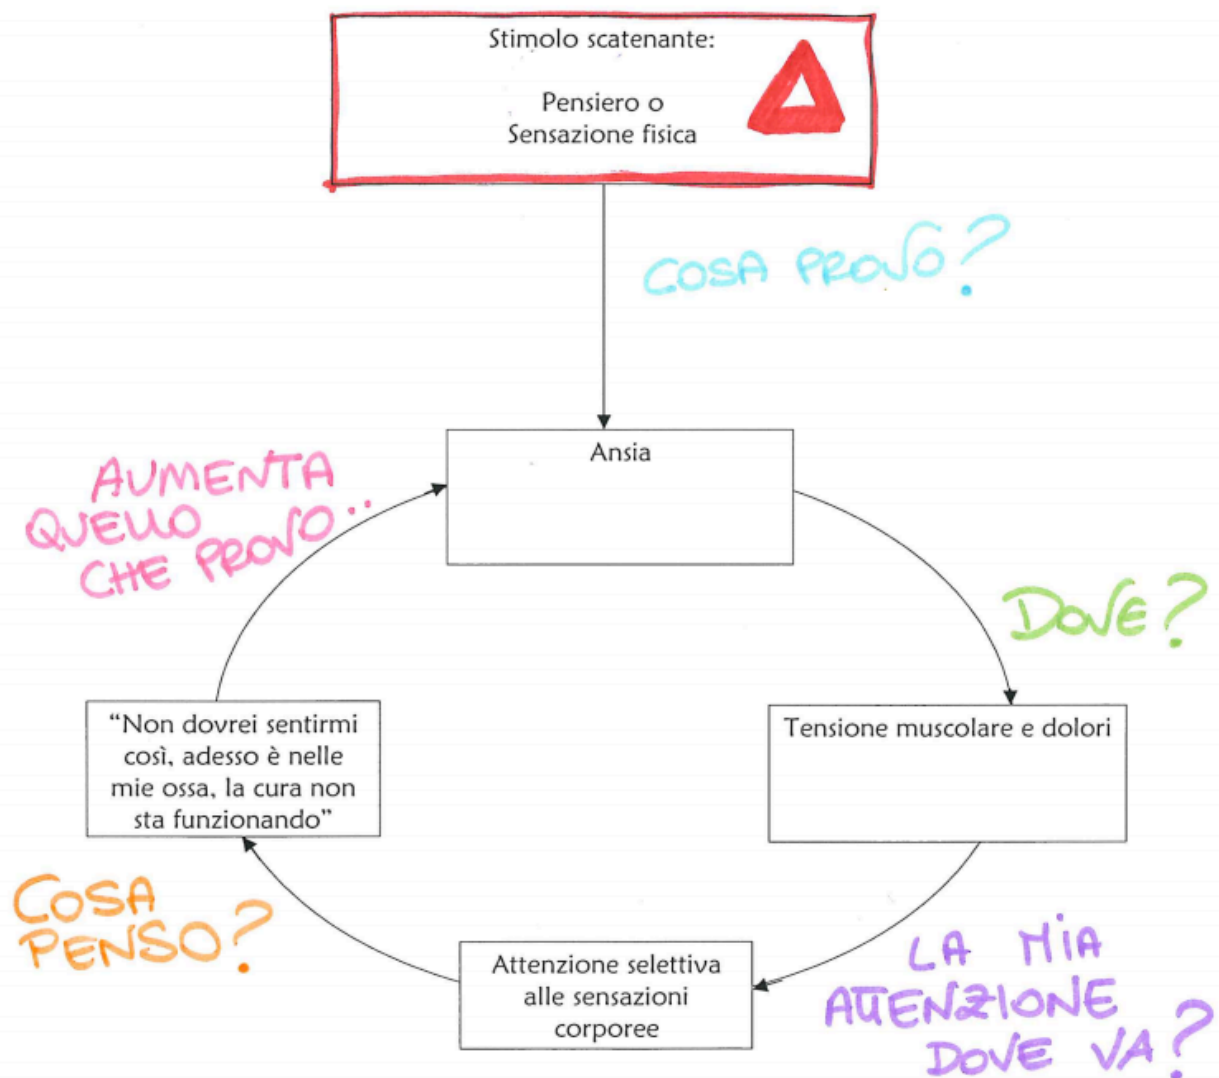 Stimolo scatenante:
Pensiero o
Sensazione fisica
COSA PROVO?
Ansia
AUMENTA
QUELLO
CHE PROVO..
DOVE?
"Non dovrei sentirmi
così, adesso è nelle
mie ossa, la cura non
sta funzionando"
Tensione muscolare e dolori
COSA
PENSO?
Attenzione selettiva
alle sensazioni
corporee
LA MIA
ATTENZIONE
DOVE VA?